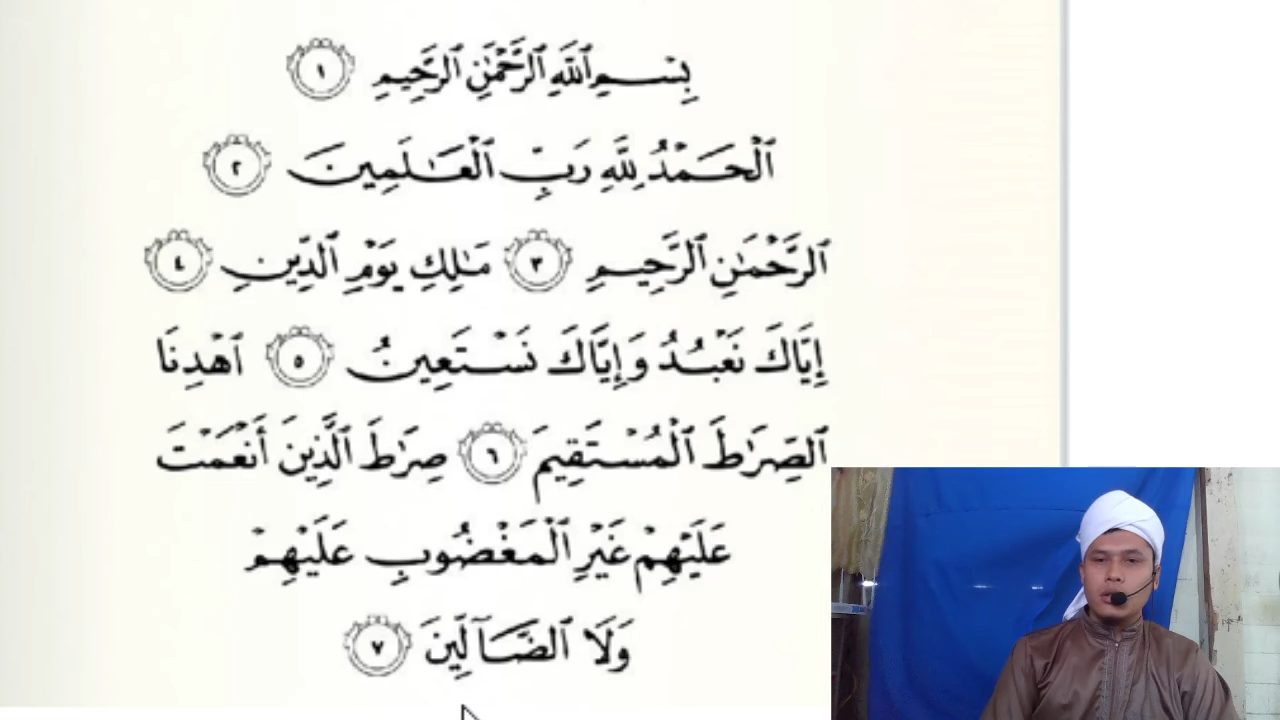 بِسْمِ ٱللَّهِ ٱلرَّحْمَٰنِ ٱلرَّحِيمِ ١
ٱلْحَمْدُ لِلَّهِ رَبِّ ٱلْعَـٰلَمِينَ ٢
ٱلرَّحْمَٰنِ ٱلرَّحِيمِ ٣ مَـٰلِكِ يَوْمِ ٱلدِّينِ ٤
إِيَّاكَ نَعْبُدُ وَإِيَّاكَ نَسْتَعِينُ ٥ ٱهْدِنَا
ٱلصِّرَٰطَ ٱلْمُسْتَقِيمَ ٦ صِرَٰطَ ٱلَّذِينَ أَنْعَمْتَ
عَلَيْهِمْ غَيْرِ ٱلْمَغْضُوبِ عَلَيْهِمْ
وَلَا ٱلضَّآلِّينَ ٧